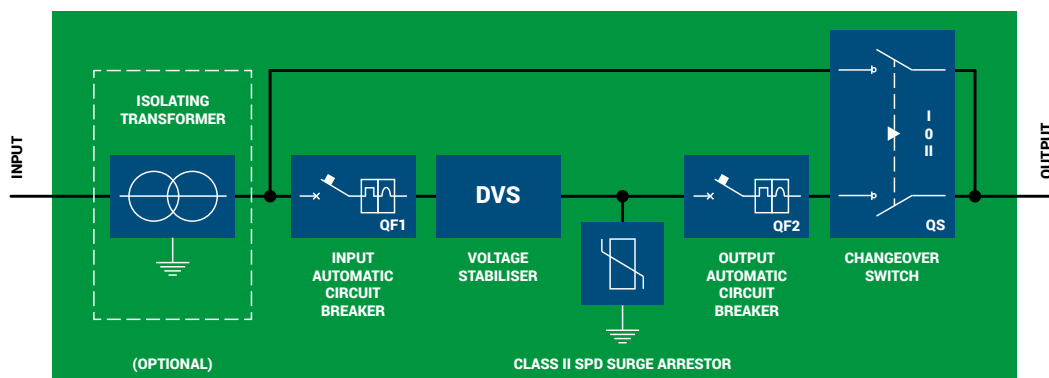 INPUT
ISOLATING
TRANSFORMER
(OPTIONAL)
QF1
INPUT
AUTOMATIC
CIRCUIT
BREAKER
DVS
VOLTAGE
STABILISER
CLASS II SPD SURGE ARRESTOR
QF2
OUTPUT
AUTOMATIC
CIRCUIT
BREAKER
I
0
II
QS
CHANGEOVER
SWITCH
OUTPUT